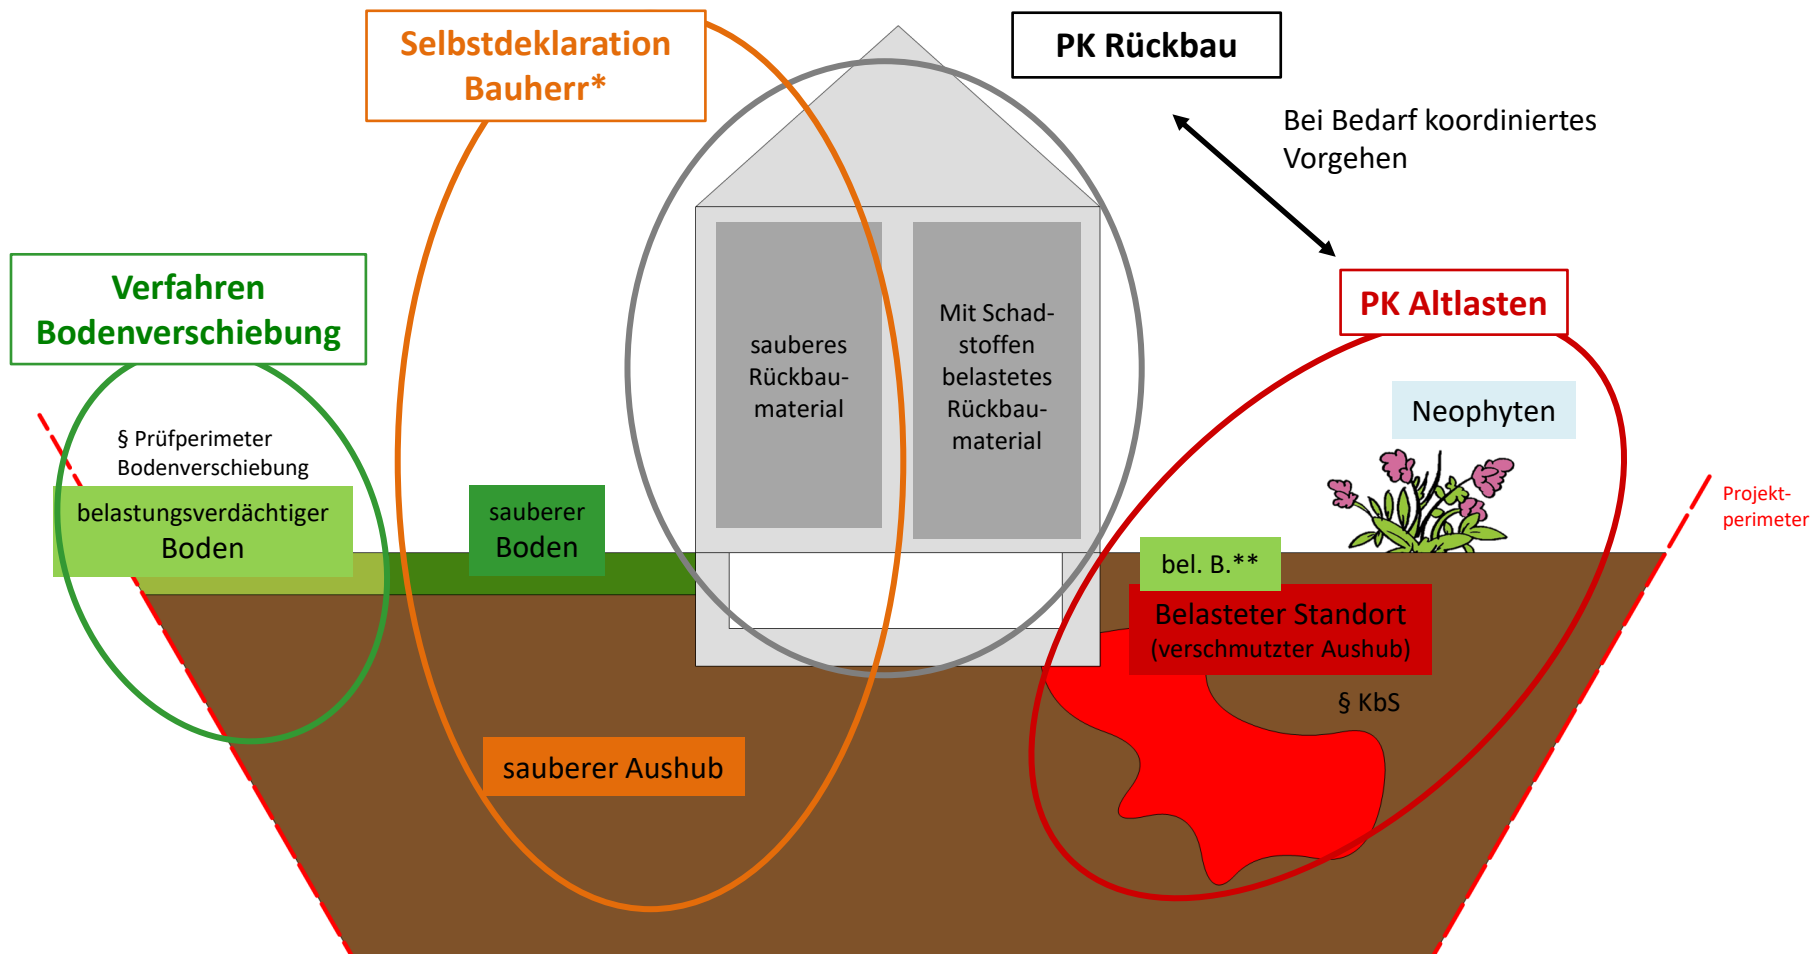 Selbstdeklaration
Bauherr*
PK Rückbau
Bei Bedarf koordiniertes
Vorgehen
Verfahren
Bodenverschiebung
PK Altlasten
§ Prüfperimeter
Bodenverschiebung
belastungsverdächtiger
Boden
sauberer
Boden
sauberes
Rückbau-
material
Mit Schad-
stoffen
belastetes
Rückbau-
material
Neophyten
Projekt-
perimeter
bel. B.**
Belasteter Standort
(verschmutzter Aushub)
§ KbS
sauberer Aushub